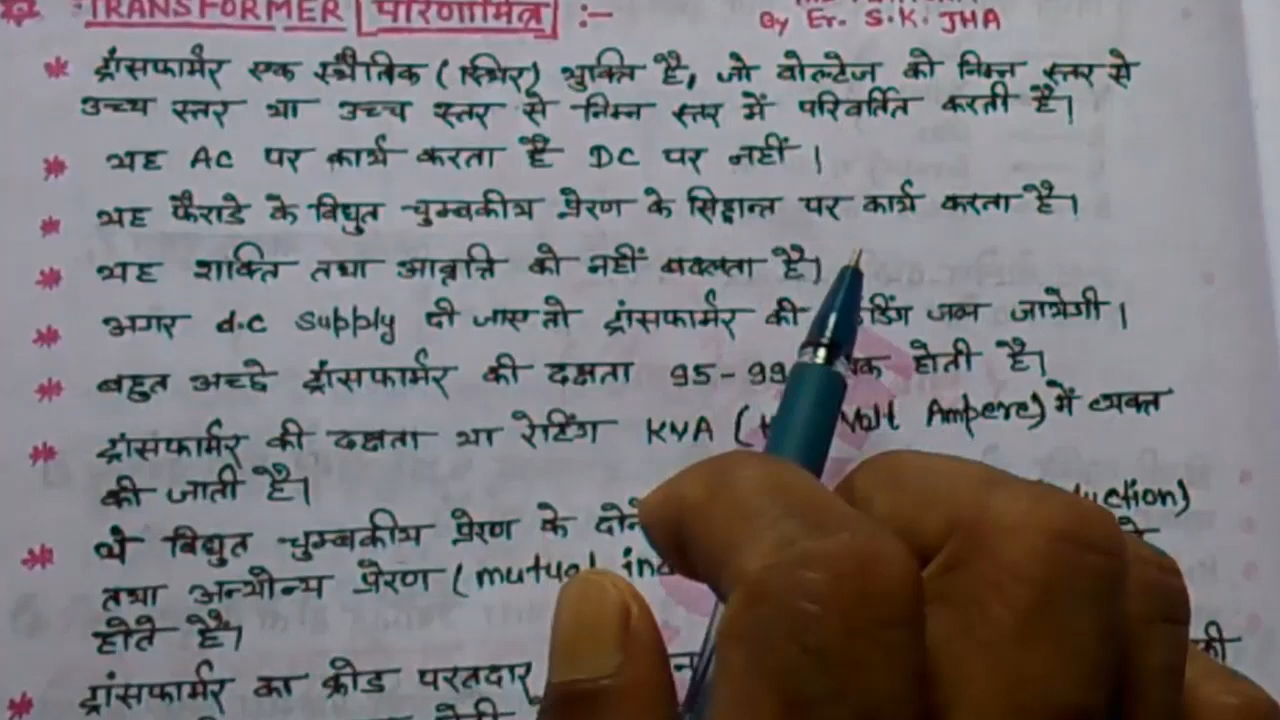 TRANSFORMER परिणामित्र :-
By Er. S.K. JHA
ट्रांसफार्मर एक स्थैतिक (स्थिर) युक्ति है, जो वोल्टेज को निम्न स्तर से
उच्च स्तर या उच्च स्तर से निम्न स्तर में परिवर्तित करती है।
यह AC पर कार्य करता है DC पर नहीं।
यह फैराडे के विधुत चुम्बकीय प्रेरण के सिद्धान्त पर कार्य करता है।
यह शक्ति तथा आवृत्ति को नहीं बदलता है।
अगर d.c supply दी जाए तो ट्रांसफार्मर की जल जायेगी।
बहुत अच्छे ट्रांसफार्मर की दक्षता 95-99 होती है।
ट्रांसफार्मर की दक्षता या रेटिंग KVA ( Volt Ampere) में व्यक्त
की जाती है।
ये विधुत चुम्बकीय प्रेरण के
तथा अन्योन्य प्रेरण (mutual
होते है।
ट्रांसफार्मर का क्रोड परतदार की